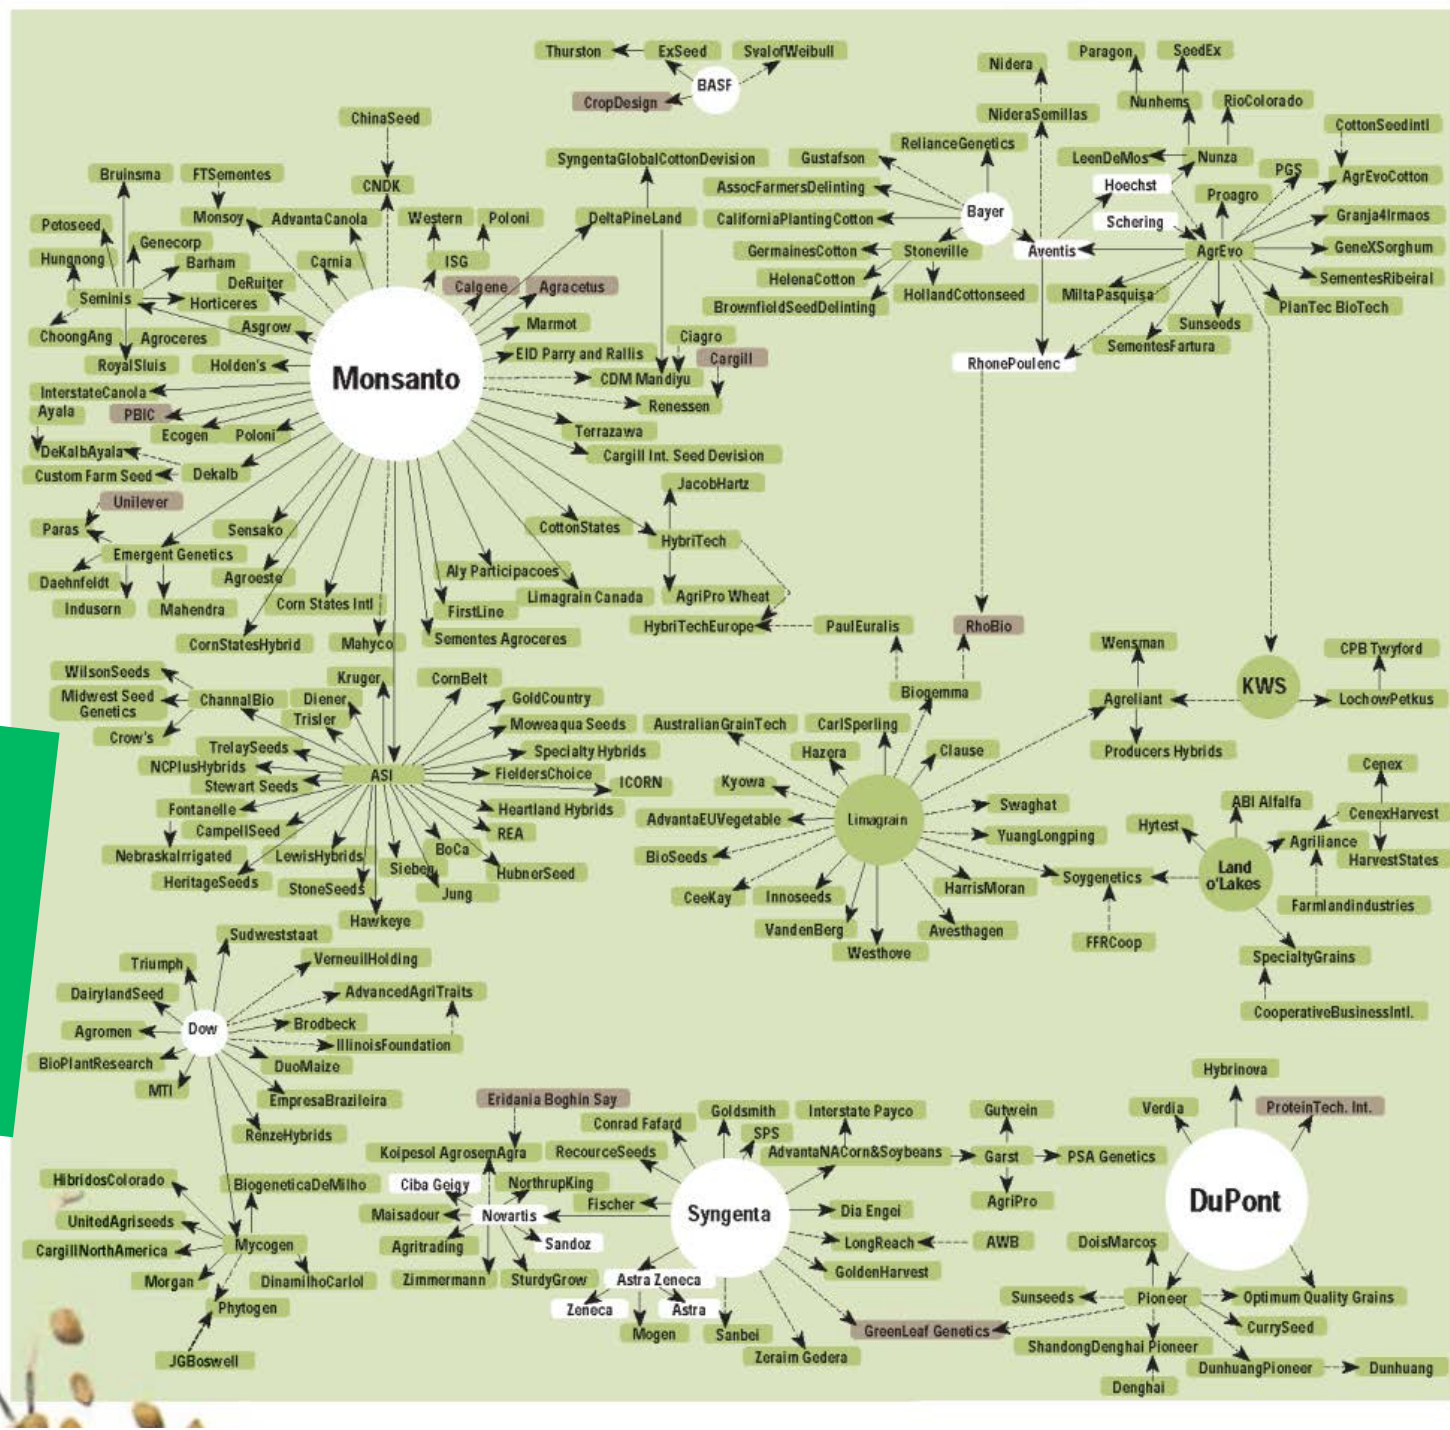 Thurston
ExSeed
SvalofWeibull
BASF
CropDesign
Nidera
Paragon
SeedEx
Nunhems
RioColorado
NideraSemillas
CottonSeedintl
ChinaSeed
RelianceGenetics
LeenDeMos
Nunza
SyngentaGlobalCottonDevision
Gustafson
PGS
AgrEvoCotton
Bruinsma
FTSementes
CNDK
AssocFarmersDelinting
Hoechst
Proagro
Petoseed
Monsoy
AdvantaCanola
Western
Poloni
DeltaPineLand
CaliforniaPlantingCotton
Bayer
Schering
Granja4Irmaos
Genecorp
GermainesCotton
Stoneville
Aventis
AgrEvo
GeneXSorghum
Hungnong
Barham
Carnia
ISG
HelenaCotton
SementesRibeiral
DeRuiter
Calgene
Agracetus
HollandCottonseed
MiltaPasquisa
Seminis
Horticeres
BrownfieldSeedDelinting
PlanTec BioTech
Asgrow
Marmot
Sunseeds
ChoongAng
Agroceres
Ciagro
SementesFartura
EID Parry and Rallis
Cargill
RoyalSluis
Holden's
Monsanto
CDM Mandiyu
RhonePoulenc
InterstateCanola
Renessen
Ayala
PBIC
Ecogen
Poloni
Terrazawa
DeKalbAyala
Cargill Int. Seed Devision
Custom Farm Seed
Dekalb
JacobHartz
Unilever
Paras
Sensako
CottonStates
HybriTech
Emergent Genetics
Daehnfeldt
Agroeste
Aly Participacoes
Indusorn
Mahendra
Corn States Intl
FirstLine
Limagrain Canada
AgriPro Wheat
CornStatesHybrid
Mahyco
Sementes Agroceres
HybriTechEurope
PaulEuralis
RhoBio
Wensman
CPB Twyford
WilsonSeeds
Kruger
CornBelt
KWS
Midwest Seed
Genetics
ChannalBio
Diener
GoldCountry
Biogemma
Agreliant
LochowPetkus
Trisler
Moweaqua Seeds
AustralianGrainTech
CarlSperling
Crow's
TrelaySeeds
Specialty Hybrids
Hazera
Clause
Producers Hybrids
NCPlusHybrids
ASI
FieldersChoice
Cenex
Stewart Seeds
ICORN
Kyowa
Fontanelle
Heartland Hybrids
AdvantaEUVegetable
Limagrain
Swaghat
ABI Alfalfa
CenexHarvest
CampellSeed
REA
YuangLongping
Hytest
Agriliance
NebraskaIrrigated
LewisHybrids
BoCa
BioSeeds
HarvestStates
HeritageSeeds
StoneSeeds
Sieben
HubnerSeed
Soygenetics
Land
o'Lakes
Jung
CeeKay
Innoseeds
HarrisMoran
Farmlandindustries
Hawkeye
VandenBerg
Avesthagen
Sudweststaat
Westhove
FFRCoop
SpecialtyGrains
Triumph
VerneuilHolding
DairylandSeed
AdvancedAgriTraits
CooperativeBusinessIntl.
Agromen
Dow
Brodbeck
IllinoisFoundation
BioPlantResearch
DuoMaize
Hybrinova
MTI
EmpresaBrazileira
Eridania Boghin Say
Goldsmith
Interstate Payco
Gutwein
Verdia
ProteinTech. Int.
RenzeHybrids
Conrad Fafard
SPS
Koipesol AgrosemAgra
RecourceSeeds
AdvantaNACorn&Soybeans
Garst
PSA Genetics
HibridosColorado
BiogeneticaDeMilho
Ciba Geigy
NorthrupKing
Fischer
AgriPro
DuPont
UnitedAgriseeds
Maisadour
Novartis
Syngenta
Dia Engei
CargillNorthAmerica
Mycogen
Agritrading
Sandoz
LongReach
AWB
DoisMarcos
Morgan
DinamilhoCarlol
Zimmermann
SturdyGrow
Astra Zeneca
GoldenHarvest
Phytogen
Zeneca
Astra
Sunseeds
Pioneer
Optimum Quality Grains
Mogen
Sanbei
GreenLeaf Genetics
CurrySeed
JGBoswell
Zeraim Gedera
ShandongDenghai Pioneer
DunhuangPioneer
Dunhuang
Denghai